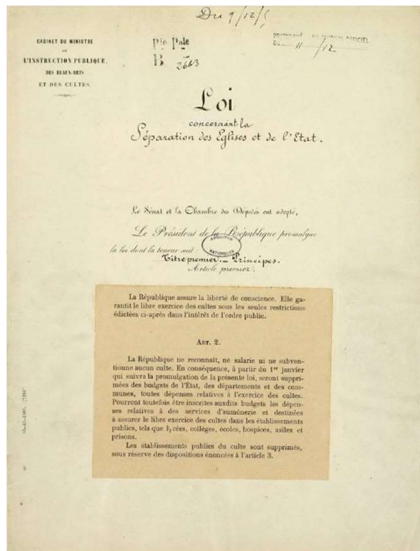 Du 9/12/5
CABINET DU MINISTRE
DE
L'INSTRUCTION PUBLIQUE,
DES BEAUX-ARTS
ET DES CULTES.
B 2663
11/12
Loi
concernant la
Séparation des Eglises et de l'Etat.
Le Sénat et la Chambre des Députés ont adopté,
Le Président de la République promulgue
la loi dont la teneur suit:
Titre premier. _ Principes.
Article premier.
La République assure la liberté de conscience. Elle ga-
rantit le libre exercice des cultes sous les seules restrictions
édictées ci-après dans l'intérêt de l'ordre public.
ART. 2
La République ne reconnaît, ne salarie ni ne subven-
tionne aucun culte. En conséquence, à partir du 1er janvier
qui suivra la promulgation de la présente loi, seront suppri-
mées des budgets de l'État, des départements et des com-
munes, toutes dépenses relatives à l'exercice des cultes.
Pourront toutefois être inscrites auxdits budgets les dépen-
ses relatives à des services d'aumônerie et destinées
à assurer le libre exercice des cultes dans les établissements
publics, tels que lycées, collèges, écoles, hospices, asiles et
prisons.
Les établissements publics du culte sont supprimés,
sous réserve des dispositions énoncées à l'article 3.